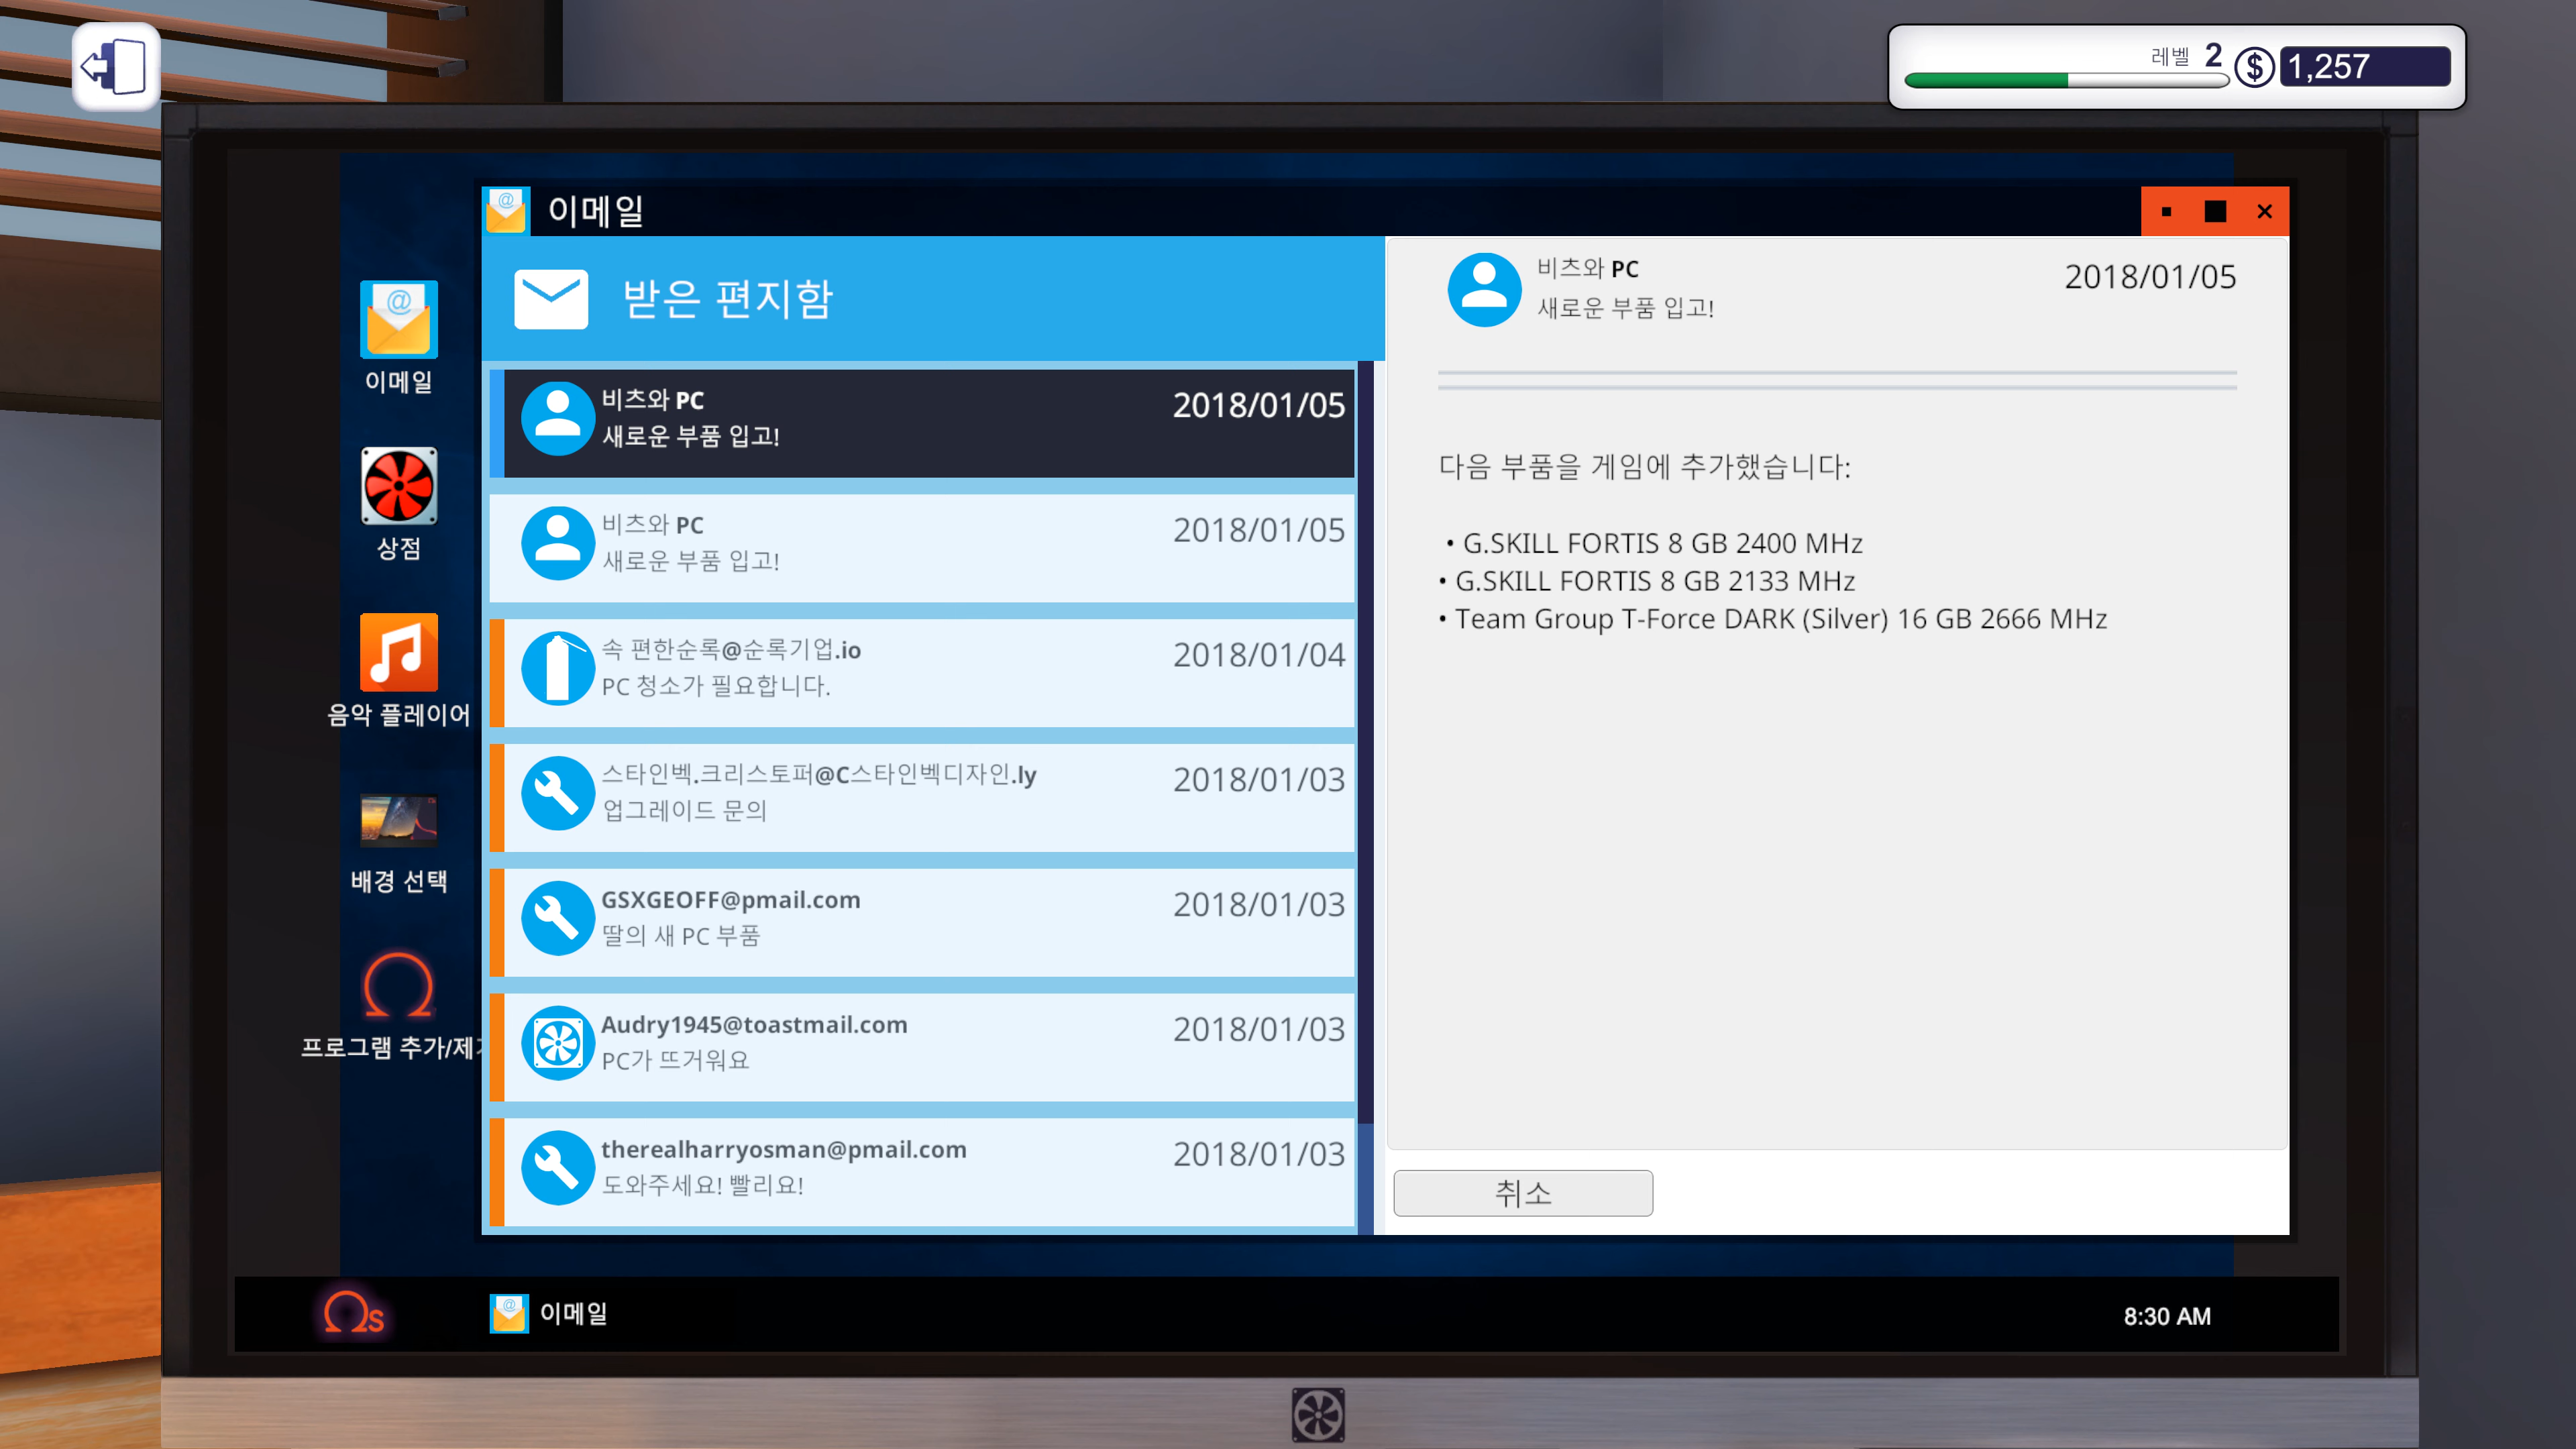 레벨 2
1,257
이메일
받은 편지함
이메일
상점
음악 플레이어
배경 선택
프로그램 추가/제
비츠와 PC
2018/01/05
새로운 부품 입고!
비츠와 PC
2018/01/05
새로운 부품 입고!
속 편한순록@순록기업.io
2018/01/04
PC 청소가 필요합니다.
스타인벡.크리스토퍼@C스타인벡디자인.ly
2018/01/03
업그레이드 문의
GSXGEOFF@pmail.com
2018/01/03
딸의 새 PC 부품
Audry1945@toastmail.com
2018/01/03
PC가 뜨거워요
therealharryosman@pmail.com
2018/01/03
도와주세요! 빨리요!
비츠와 PC
2018/01/05
새로운 부품 입고!
다음 부품을 게임에 추가했습니다:
• G.SKILL FORTIS 8 GB 2400 MHz
• G.SKILL FORTIS 8 GB 2133 MHz
• Team Group T-Force DARK (Silver) 16 GB 2666 MHz
취소
Ωs
이메일
8:30 AM